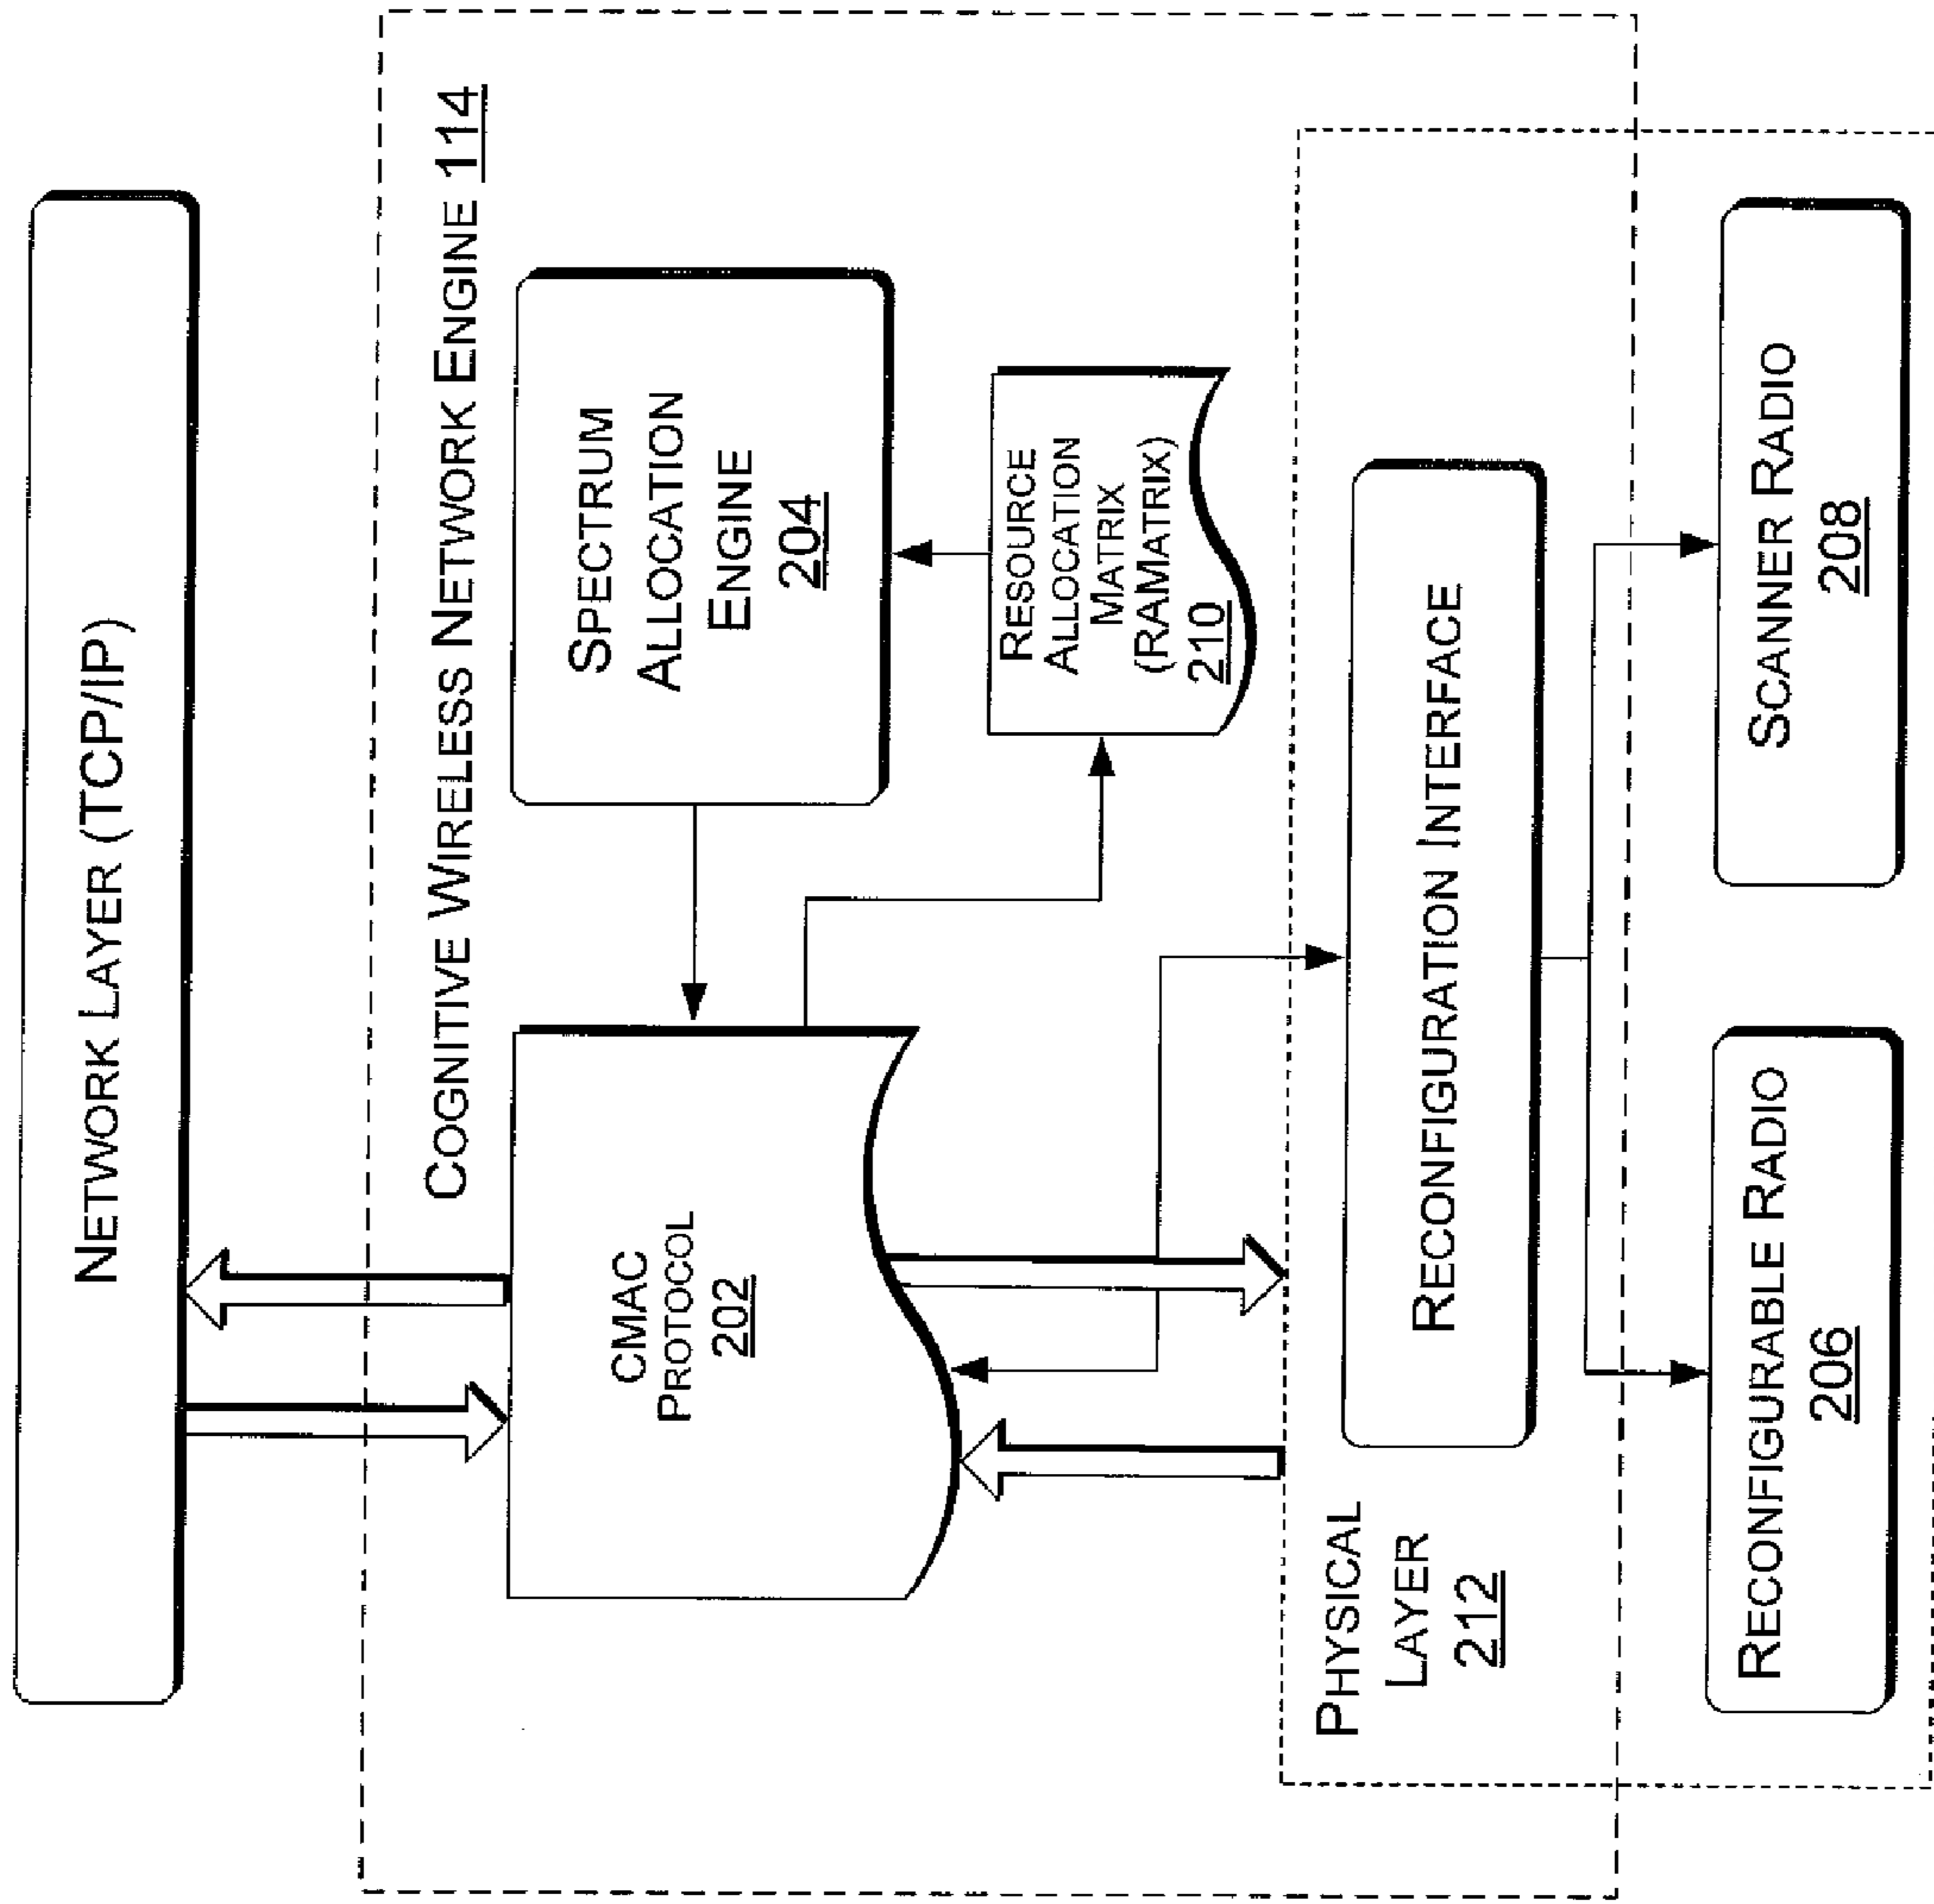 NETWORK LAYER (TCP/IP)
COGNITIVE WIRELESS NETWORK ENGINE 114
CMAC
PROTOCOL
202
SPECTRUM
ALLOCATION
ENGINE
204
RESOURCE
ALLOCATION
MATRIX
(RAMATRIX)
210
PHYSICAL
LAYER
212
RECONFIGURATION INTERFACE
RECONFIGURABLE RADIO
206
SCANNER RADIO
208